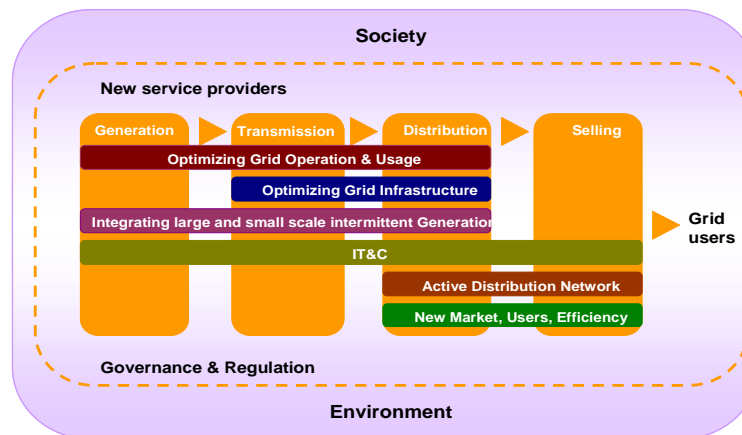 Society
New service providers
Generation
Transmission
Distribution
Selling
Optimizing Grid Operation & Usage
Optimizing Grid Infrastructure
Integrating large and small scale intermittent Generation
Grid
users
IT&C
Active Distribution Network
New Market, Users, Efficiency
Governance & Regulation
Environment